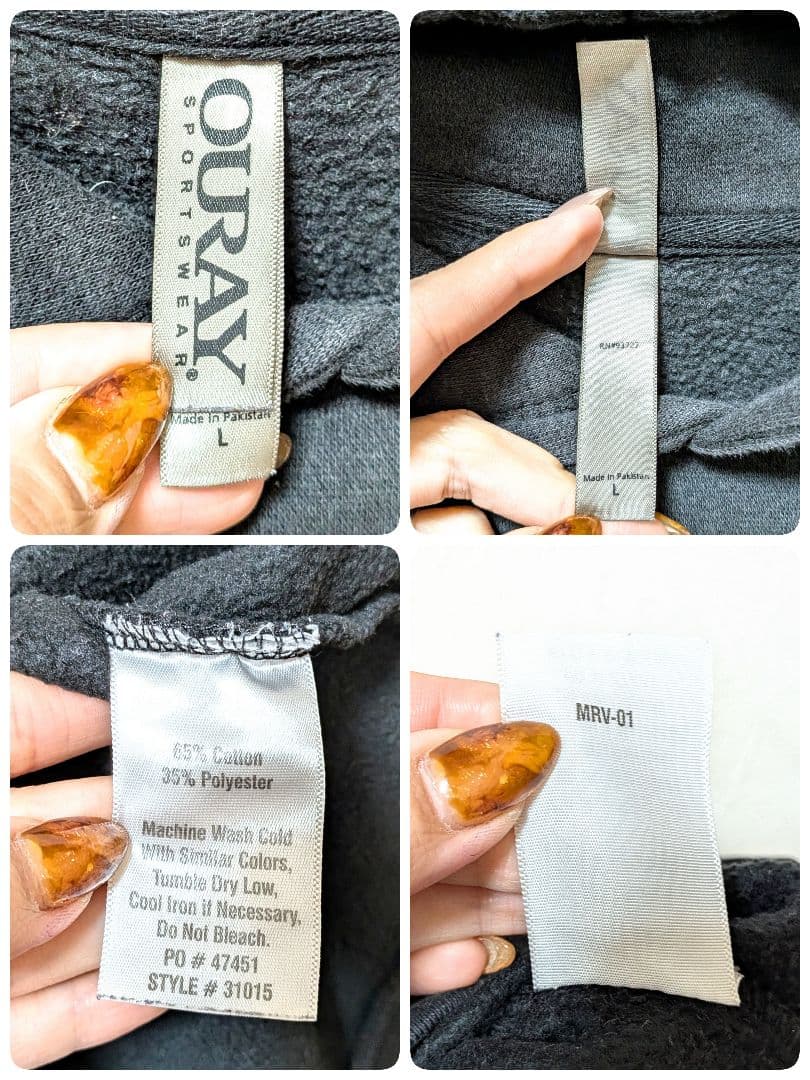 OURAY
SPORTSWEAR®
Made in Pakistan
L
RN#93727
Made in Pakistan
L
65% Cotton
35% Polyester
Machine Wash Cold
With Similar Colors,
Tumble Dry Low,
Cool Iron if Necessary,
Do Not Bleach.
PO # 47451
STYLE # 31015
MRV-01